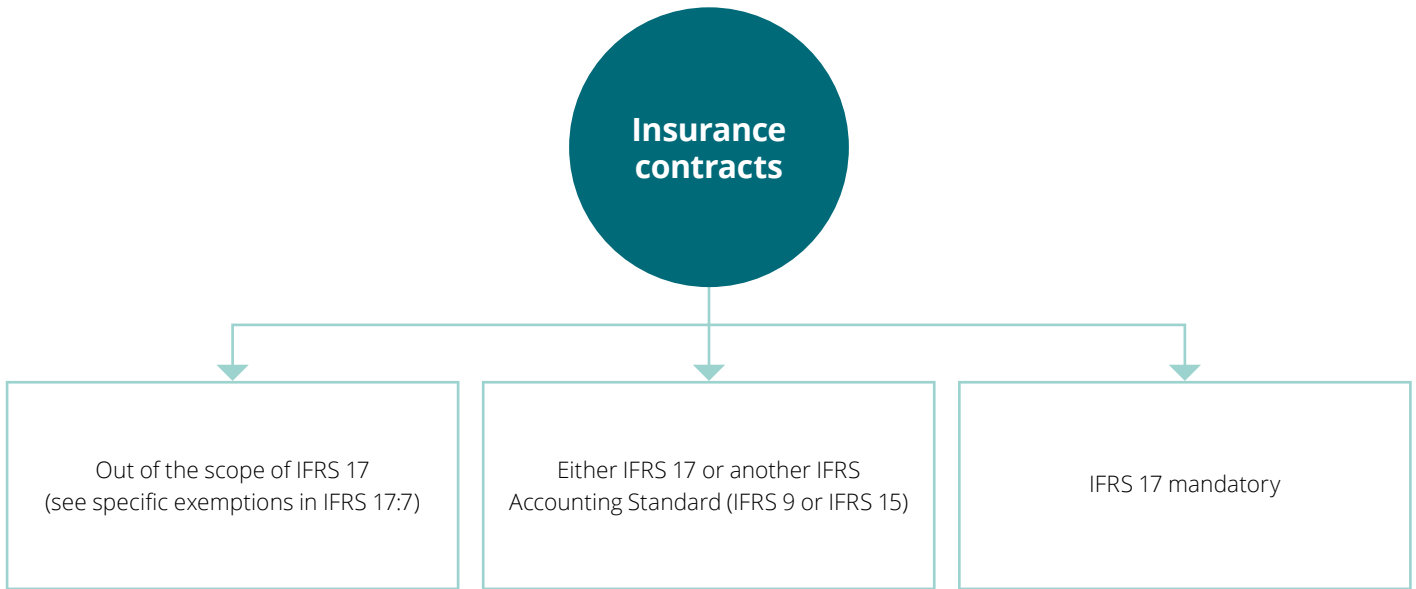 Insurance
contracts
Out of the scope of IFRS 17
(see specific exemptions in IFRS 17:7)
Either IFRS 17 or another IFRS
Accounting Standard (IFRS 9 or IFRS 15)
IFRS 17 mandatory